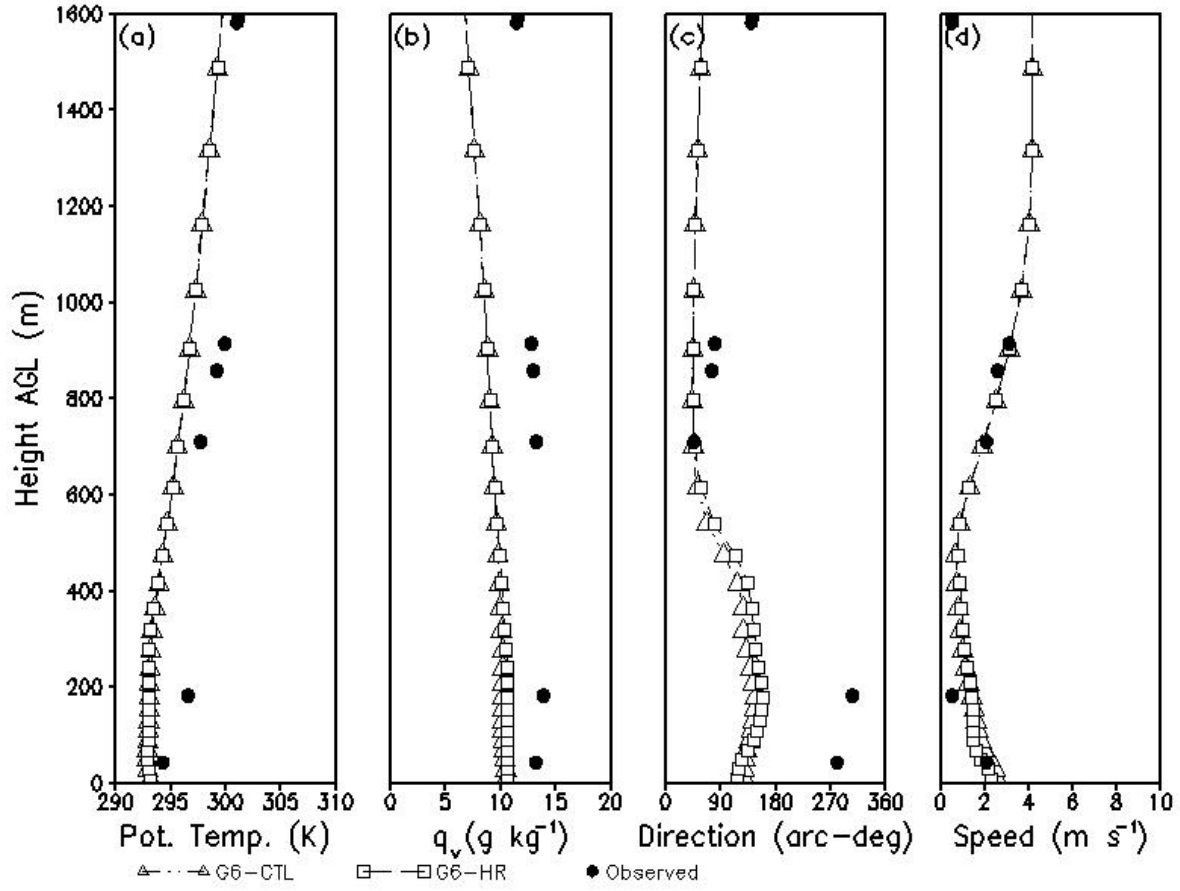 (a) (b) (c) (d)
Height AGL (m)
1600
1400
1200
1000
800
600
400
200
0
290 295 300 305 310
0 5 10 15 20
0 90 180 270 360
0 2 4 6 8 10
Pot. Temp. (K)
qᵥ(g kg⁻¹)
Direction (arc-deg)
Speed (m s⁻¹)
G6-CTL
G6-HR
Observed